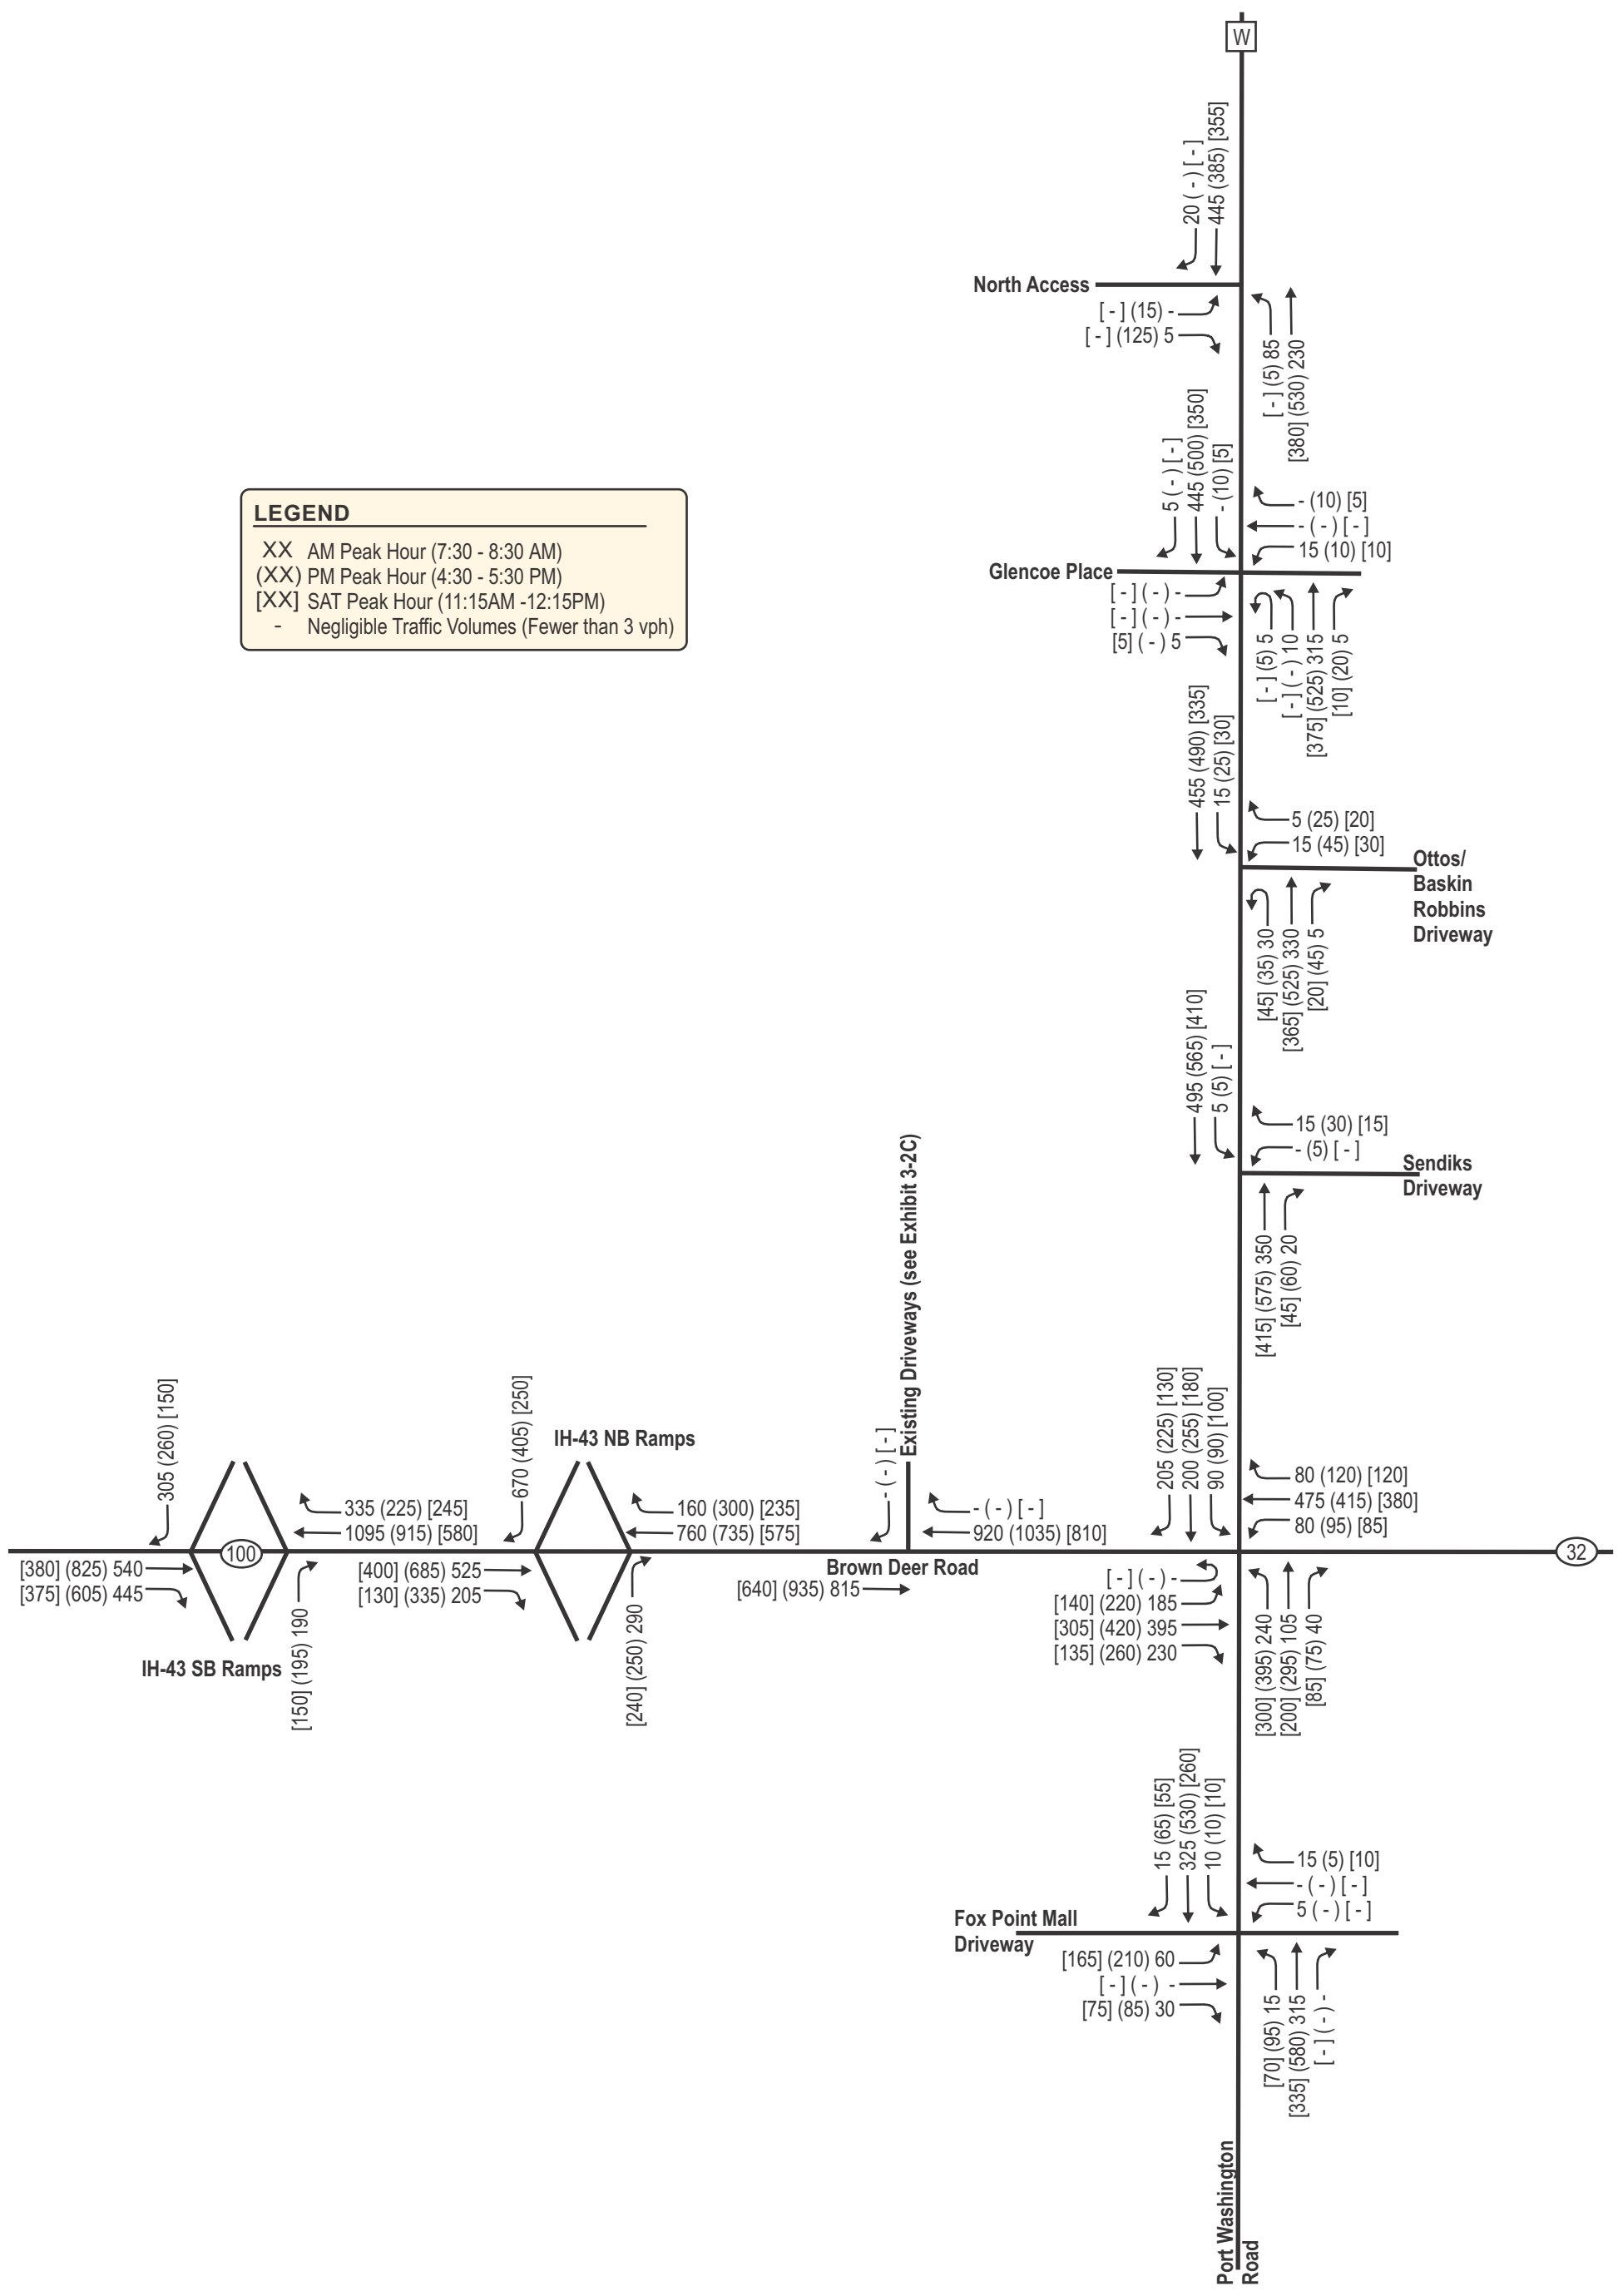 W
20 ( - ) [ - ]
445 (385) [355]
North Access
[ - ] (15) -
[ - ] (125) 5
[ - ] (5) 85
[380] (530) 230
5 ( - ) [ - ]
445 (500) [350]
- (10) [5]
- (10) [5]
- ( - ) [ - ]
15 (10) [10]
Glencoe Place
[ - ] ( - ) -
[ - ] ( - ) -
[5] ( - ) 5
[ - ] (5) 5
[ - ] ( - ) 10
[375] (525) 315
[10] (20) 5
LEGEND
XX AM Peak Hour (7:30 - 8:30 AM)
(XX) PM Peak Hour (4:30 - 5:30 PM)
[XX] SAT Peak Hour (11:15AM -12:15PM)
- Negligible Traffic Volumes (Fewer than 3 vph)
455 (490) [335]
15 (25) [30]
5 (25) [20]
15 (45) [30]
Ottos/
Baskin
Robbins
Driveway
[45] (35) 30
[365] (525) 330
[20] (45) 5
495 (565) [410]
5 (5) [ - ]
15 (30) [15]
- (5) [ - ]
Sendiks
Driveway
[415] (575) 350
[45] (60) 20
305 (260) [150]
335 (225) [245]
1095 (915) [580]
100
[380] (825) 540
[375] (605) 445
IH-43 SB Ramps
[150] (195) 190
670 (405) [250]
IH-43 NB Ramps
160 (300) [235]
760 (735) [575]
[400] (685) 525
[130] (335) 205
[240] (250) 290
- ( - ) [ - ]
Existing Driveways (see Exhibit 3-2C)
- ( - ) [ - ]
920 (1035) [810]
Brown Deer Road
[640] (935) 815
205 (225) [130]
200 (255) [180]
90 (90) [100]
80 (120) [120]
475 (415) [380]
80 (95) [85]
32
[ - ] ( - ) -
[140] (220) 185
[305] (420) 395
[135] (260) 230
[300] (395) 240
[200] (295) 105
[85] (75) 40
15 (65) [55]
325 (530) [260]
10 (10) [10]
15 (5) [10]
- ( - ) [ - ]
5 ( - ) [ - ]
Fox Point Mall
Driveway
[165] (210) 60
[ - ] ( - ) -
[75] (85) 30
[70] (95) 15
[335] (580) 315
[ - ] ( - ) -
Port Washington
Road